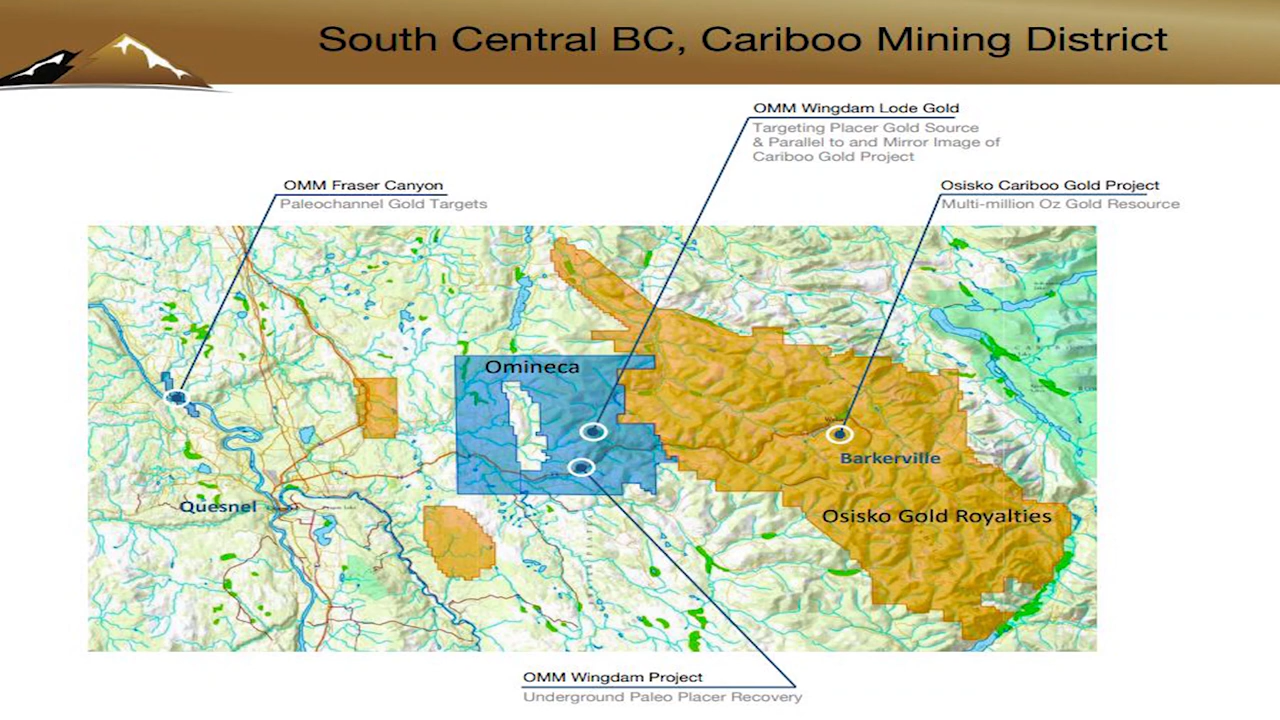 South Central BC, Cariboo Mining District
OMM Wingdam Lode Gold
Targeting Placer Gold Source
& Parallel to and Mirror Image of
Cariboo Gold Project
OMM Fraser Canyon
Paleochannel Gold Targets
Osisko Cariboo Gold Project
Multi-million Oz Gold Resource
Omineca
Barkerville
Quesnel
Osisko Gold Royalties
OMM Wingdam Project
Underground Paleo Placer Recovery